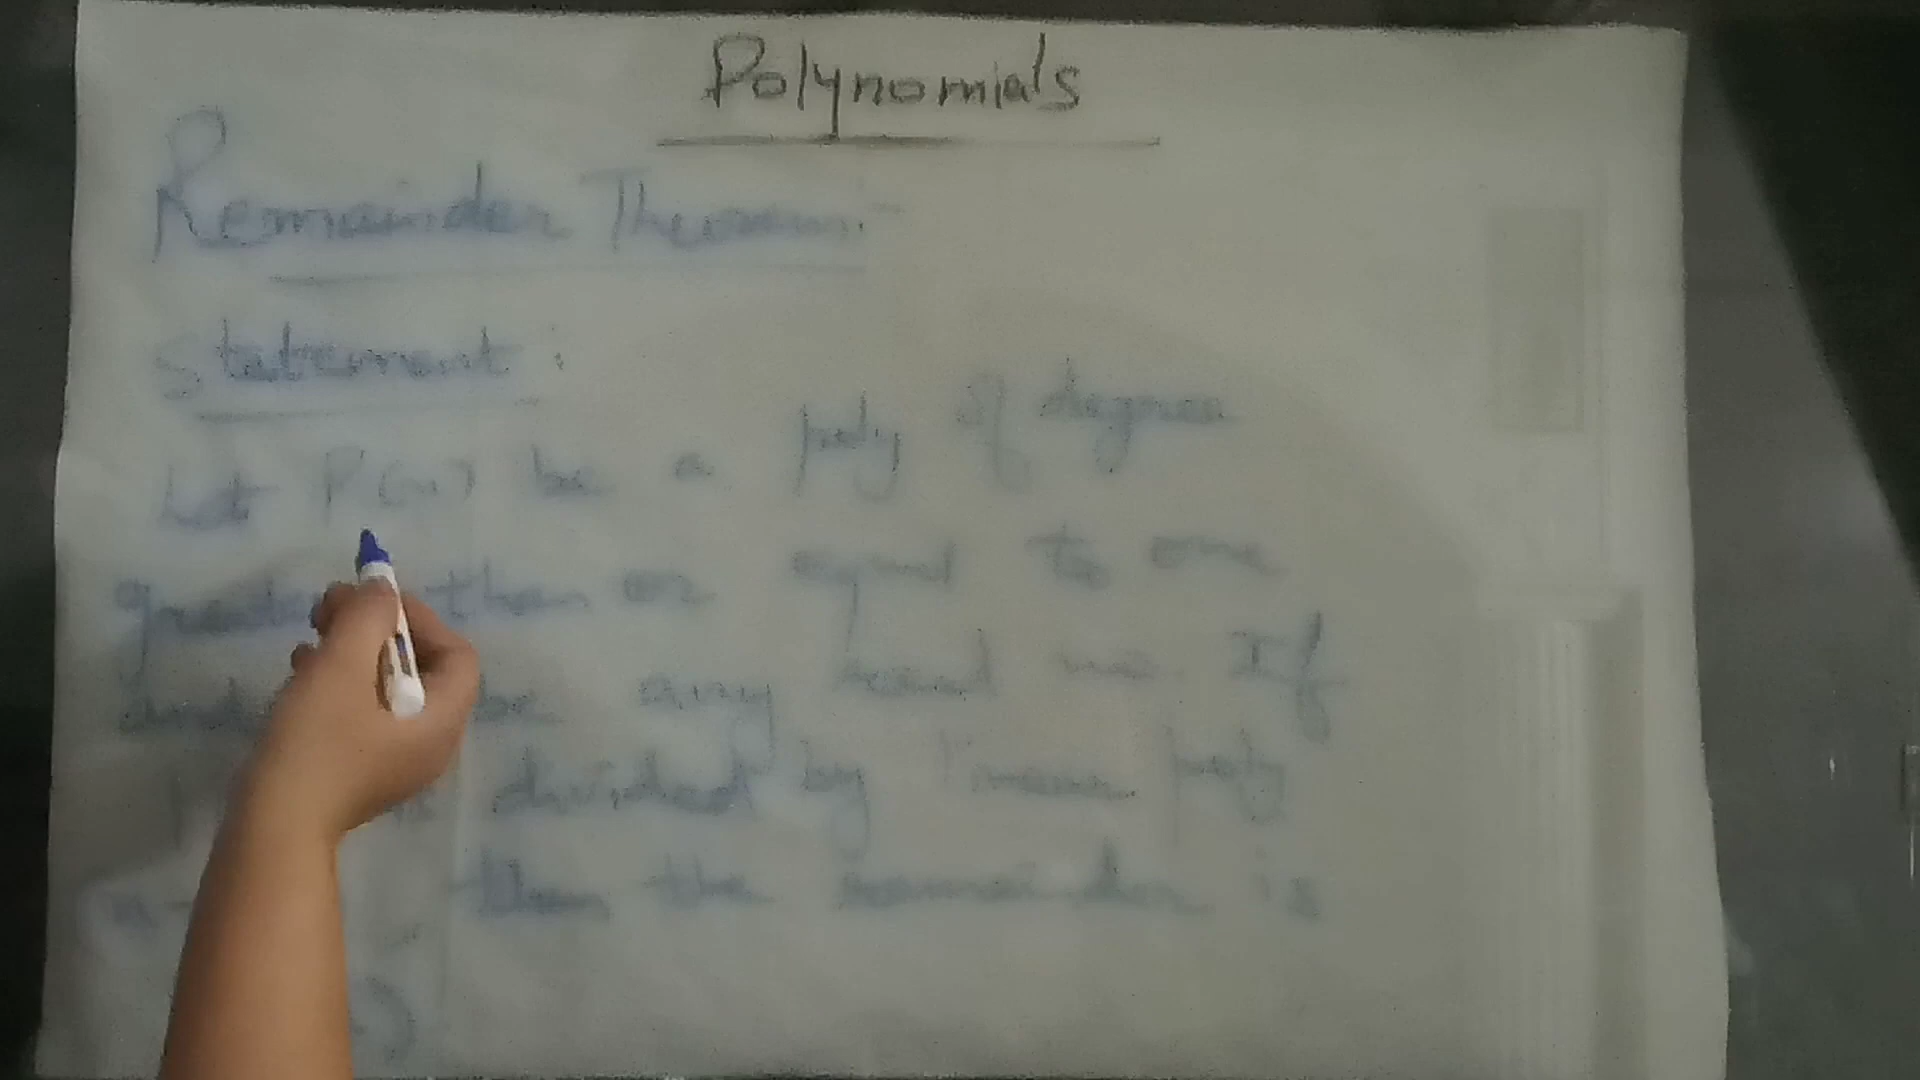 Polynomials
Remainder Theorem:-
Statement:
Let P(x) be a poly of degree
greater than or equal to one
be any real no. If
divided by linear poly
then the remainder is